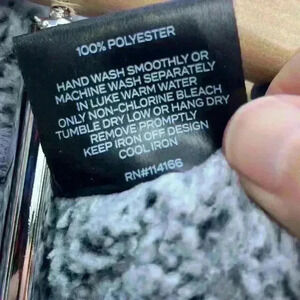 100% POLYESTER
HAND WASH SMOOTHLY OR
MACHINE WASH SEPARATELY
IN LUKE WARM WATER
ONLY NON-CHLORINE BLEACH
TUMBLE DRY LOW OR HANG DRY
REMOVE PROMPTLY
KEEP IRON OFF DESIGN
COOL IRON
RN#114166